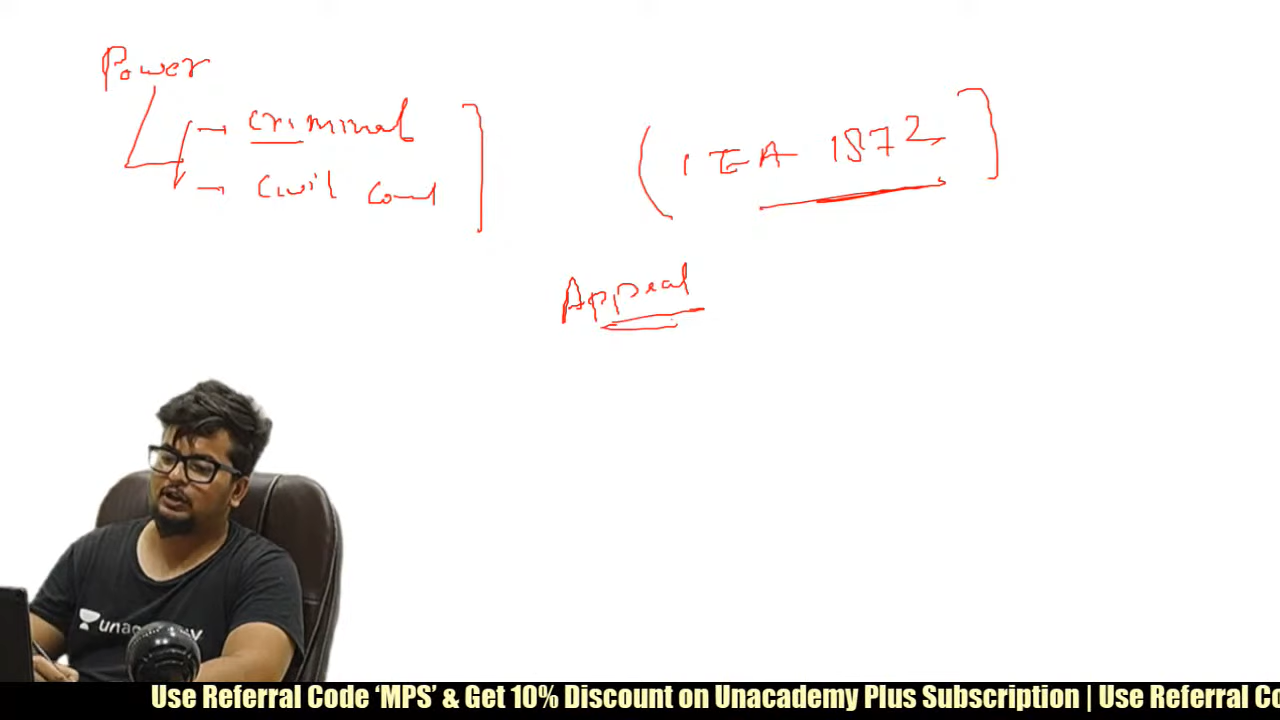 Power
→ criminal
→ civil court
( IEA 1872 ]
Appeal
unacademy
Use Referral Code ‘MPS’ & Get 10% Discount on Unacademy Plus Subscription | Use Referral Co